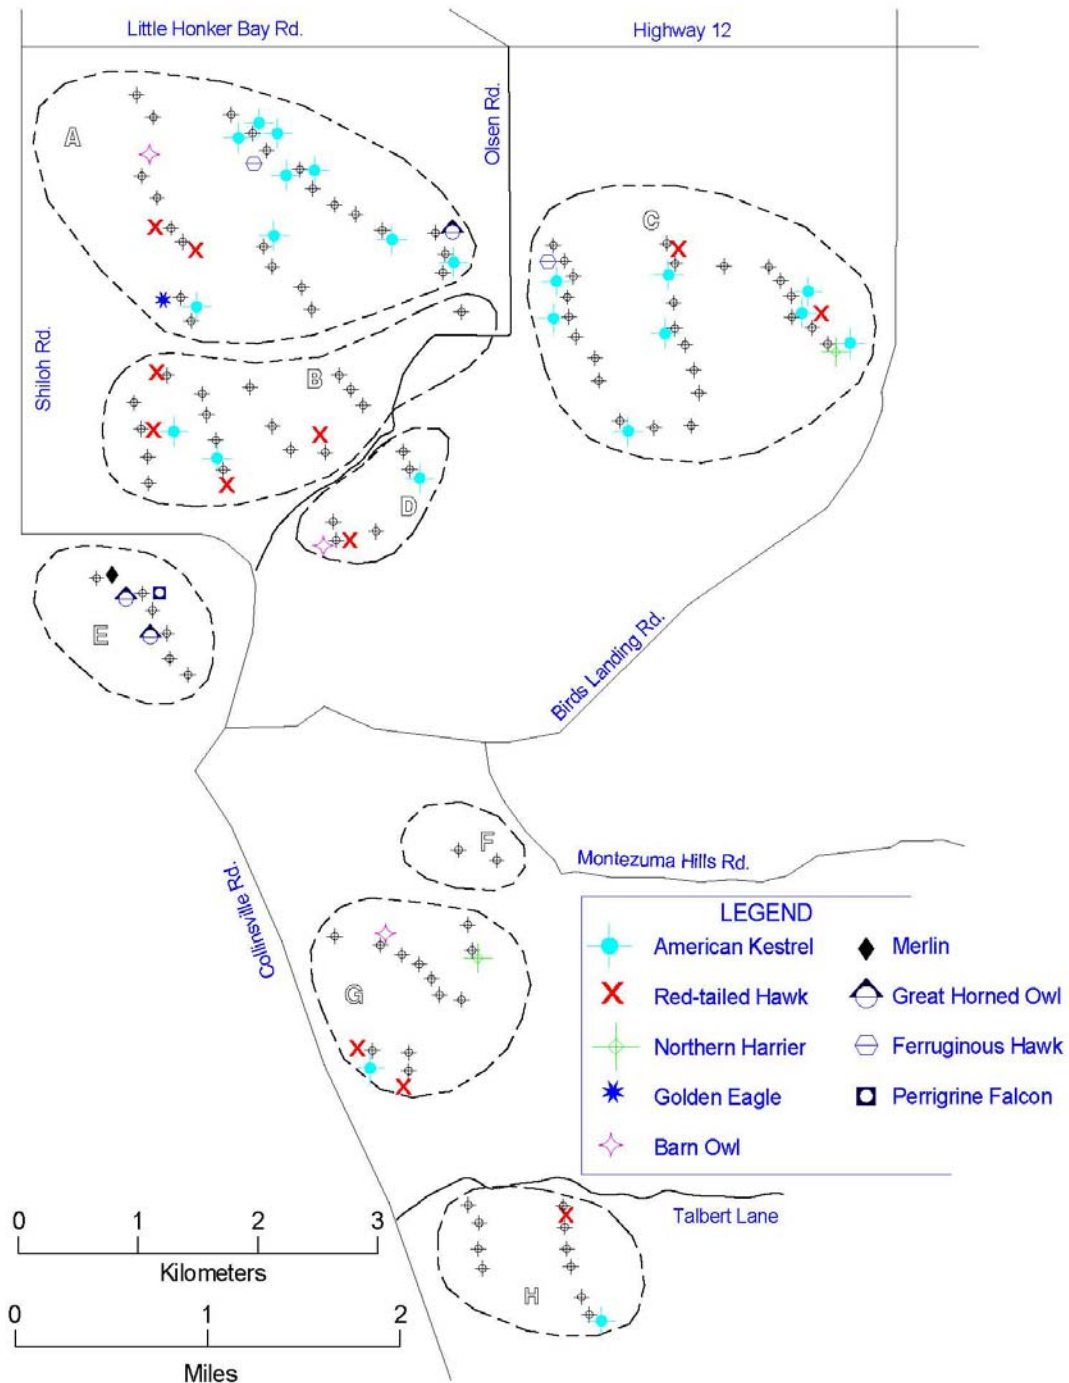 Little Honker Bay Rd.
Highway 12
Olsen Rd.
A
C
Shiloh Rd.
B
D
E
Birds Landing Rd.
F
Montezuma Hills Rd.
Collinsville Rd.
G
LEGEND
American Kestrel
Merlin
Red-tailed Hawk
Great Horned Owl
Northern Harrier
Ferruginous Hawk
Golden Eagle
Perrigrine Falcon
Barn Owl
Talbert Lane
H
0 1 2 3
Kilometers
0 1 2
Miles